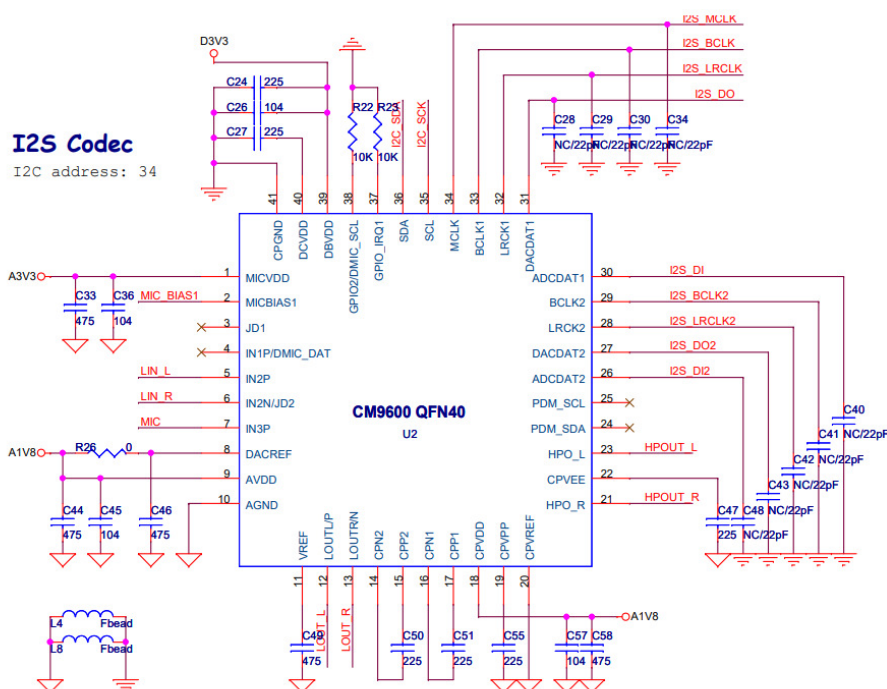 I2S_MCLK
D3V3
I2S_BCLK
I2S_LRCLK
C24 225
I2S_DO
C26 104
R22 R23
I2C_SDA
I2C_SCK
C27 225
C28 C29 C30 C34
NC/22pF NC/22pF NC/22pF NC/22pF
10K 10K
I2S Codec
I2C address: 34
41 40 39 38 37 36 35 34 33 32 31
CPGND
DCVDD
DBVDD
GPIO2/DMIC_SCL
GPIO_IRQ1
SDA
SCL
MCLK
BCLK1
LRCK1
DACDAT1
A3V3
1 MICVDD
MIC_BIAS1 2 MICBIAS1
3 JD1
4 IN1P/DMIC_DAT
LIN_L 5 IN2P
LIN_R 6 IN2N/JD2
MIC 7 IN3P
A1V8 R26 0 8 DACREF
9 AVDD
10 AGND
C33 475
C36 104
C44 475
C45 104
C46 475
CM9600 QFN40
U2
ADCDAT1 30 I2S_DI
BCLK2 29 I2S_BCLK2
LRCK2 28 I2S_LRCLK2
DACDAT2 27 I2S_DO2
ADCDAT2 26 I2S_DI2
PDM_SCL 25
PDM_SDA 24
HPO_L 23 HPOUT_L
CPVEE 22
HPO_R 21 HPOUT_R
C40 NC/22pF
C41 NC/22pF
C42 NC/22pF
C43 NC/22pF
C48 NC/22pF
C47 225
VREF
LOUTL/P
LOUTR/N
CPN2
CPP2
CPN1
CPP1
CPVDD
CPVPP
CPVREF
11 12 13 14 15 16 17 18 19 20
LOUT_L
LOUT_R
A1V8
C49 475
C50 225
C51 225
C55 225
C57 104
C58 475
L4 Fbead
L8 Fbead